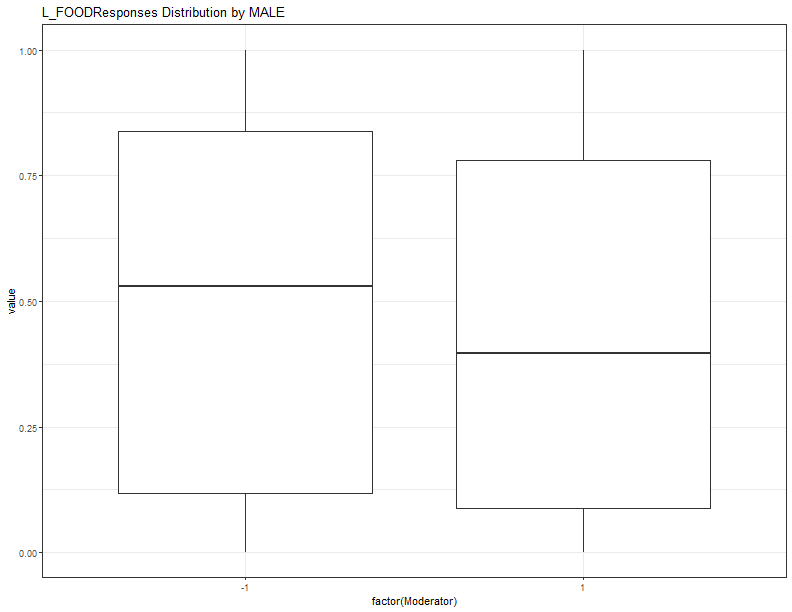 L_FOODResponses Distribution by MALE
1.00
0.75
0.50
0.25
0.00
value
-1
1
factor(Moderator)